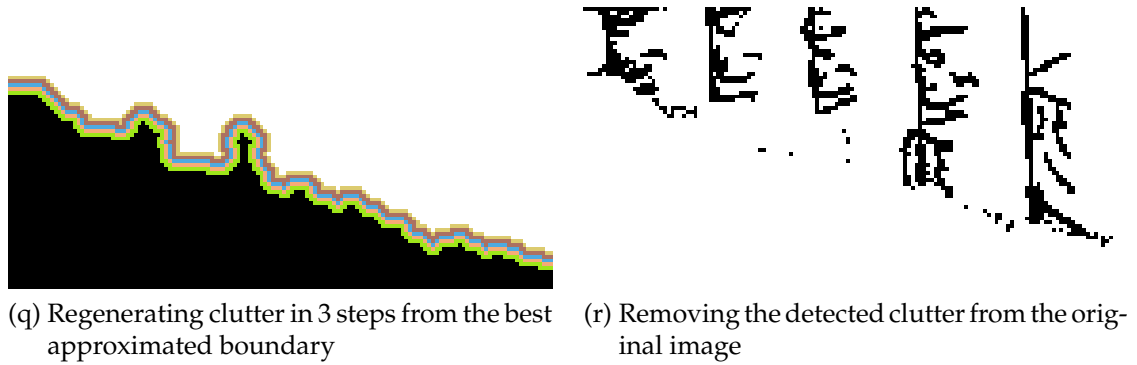 (q) Regenerating clutter in 3 steps from the best
approximated boundary
(r) Removing the detected clutter from the orig-
inal image